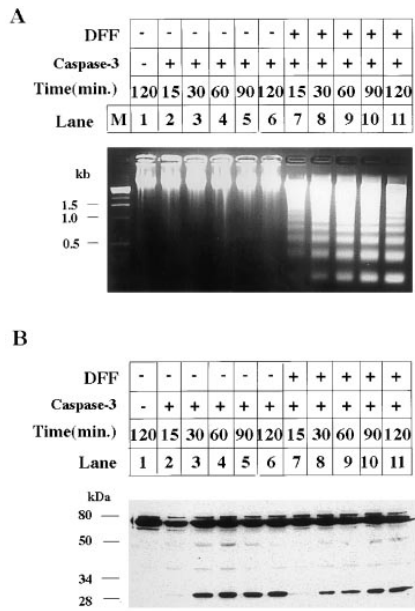 A
DFF - - - - - - + + + + +
Caspase-3 - + + + + + + + + + +
Time(min.) 120 15 30 60 90 120 15 30 60 90 120
Lane M 1 2 3 4 5 6 7 8 9 10 11
kb
1.5
1.0
0.5
B
DFF - - - - - - + + + + +
Caspase-3 - + + + + + + + + + +
Time(min.) 120 15 30 60 90 120 15 30 60 90 120
Lane 1 2 3 4 5 6 7 8 9 10 11
kDa
80
50
34
28